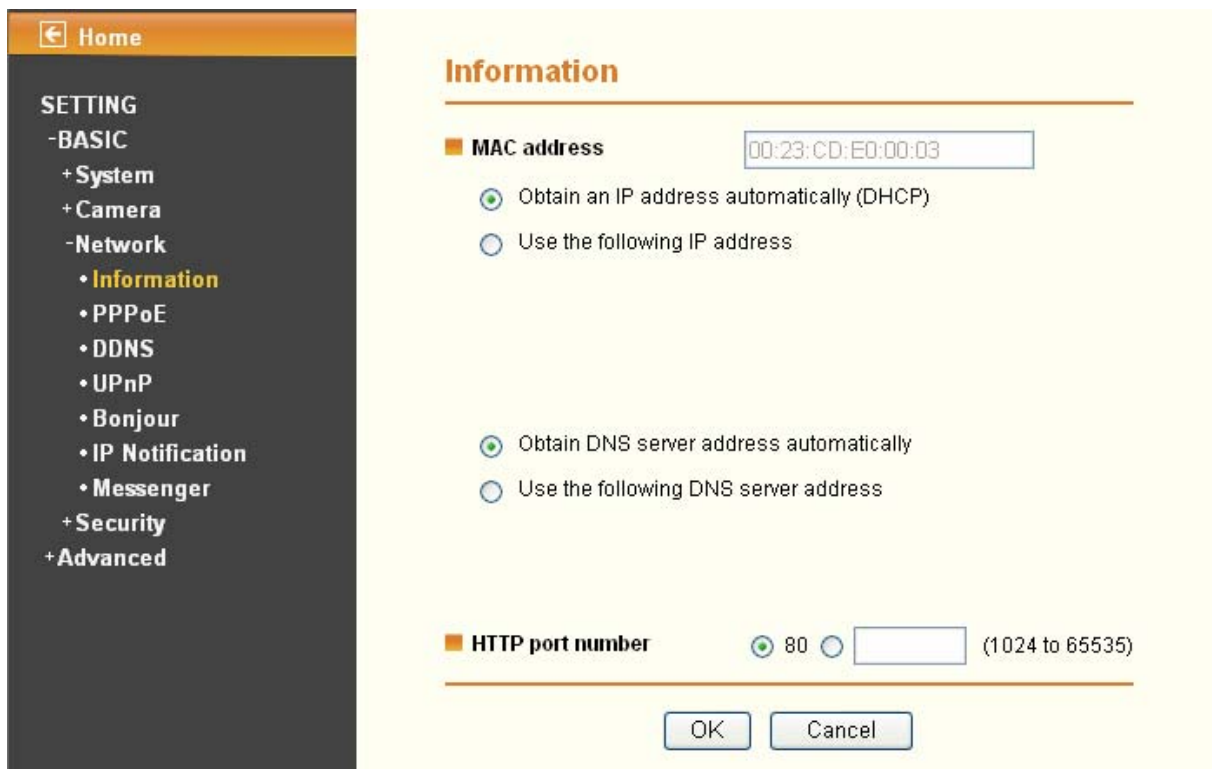 Home
SETTING
-BASIC
+System
+Camera
-Network
•Information
•PPPoE
•DDNS
•UPnP
•Bonjour
•IP Notification
•Messenger
+Security
+Advanced
Information
MAC address 00:23:CD:E0:00:03
Obtain an IP address automatically (DHCP)
Use the following IP address
Obtain DNS server address automatically
Use the following DNS server address
HTTP port number 80 (1024 to 65535)
OK Cancel